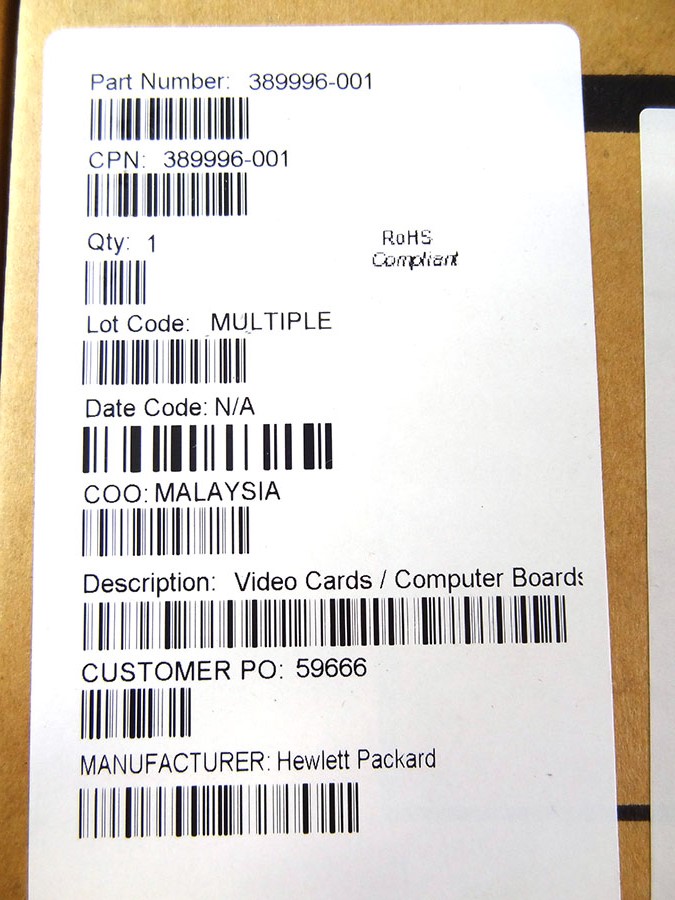 Part Number: 389996-001
CPN: 389996-001
Qty: 1
RoHS
Compliant
Lot Code: MULTIPLE
Date Code: N/A
COO: MALAYSIA
Description: Video Cards / Computer Boards
CUSTOMER PO: 59666
MANUFACTURER: Hewlett Packard